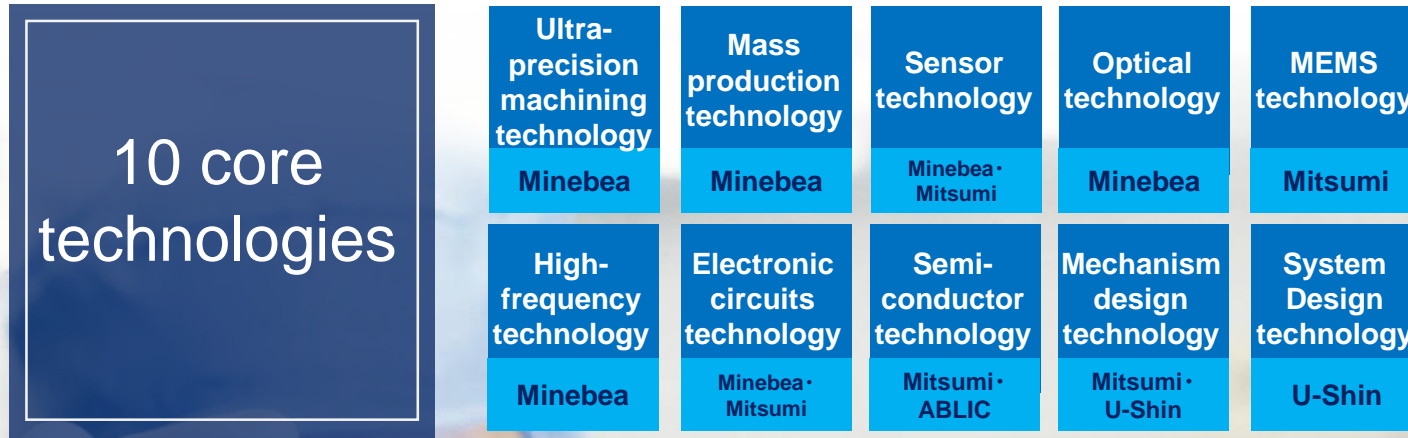 10 core
technologies
Ultra-
precision
machining
technology
Minebea
Mass
production
technology
Minebea
Sensor
technology
Minebea・
Mitsumi
Optical
technology
Minebea
MEMS
technology
Mitsumi
High-
frequency
technology
Minebea
Electronic
circuits
technology
Minebea・
Mitsumi
Semi-
conductor
technology
Mitsumi・
ABLIC
Mechanism
design
technology
Mitsumi・
U-Shin
System
Design
technology
U-Shin